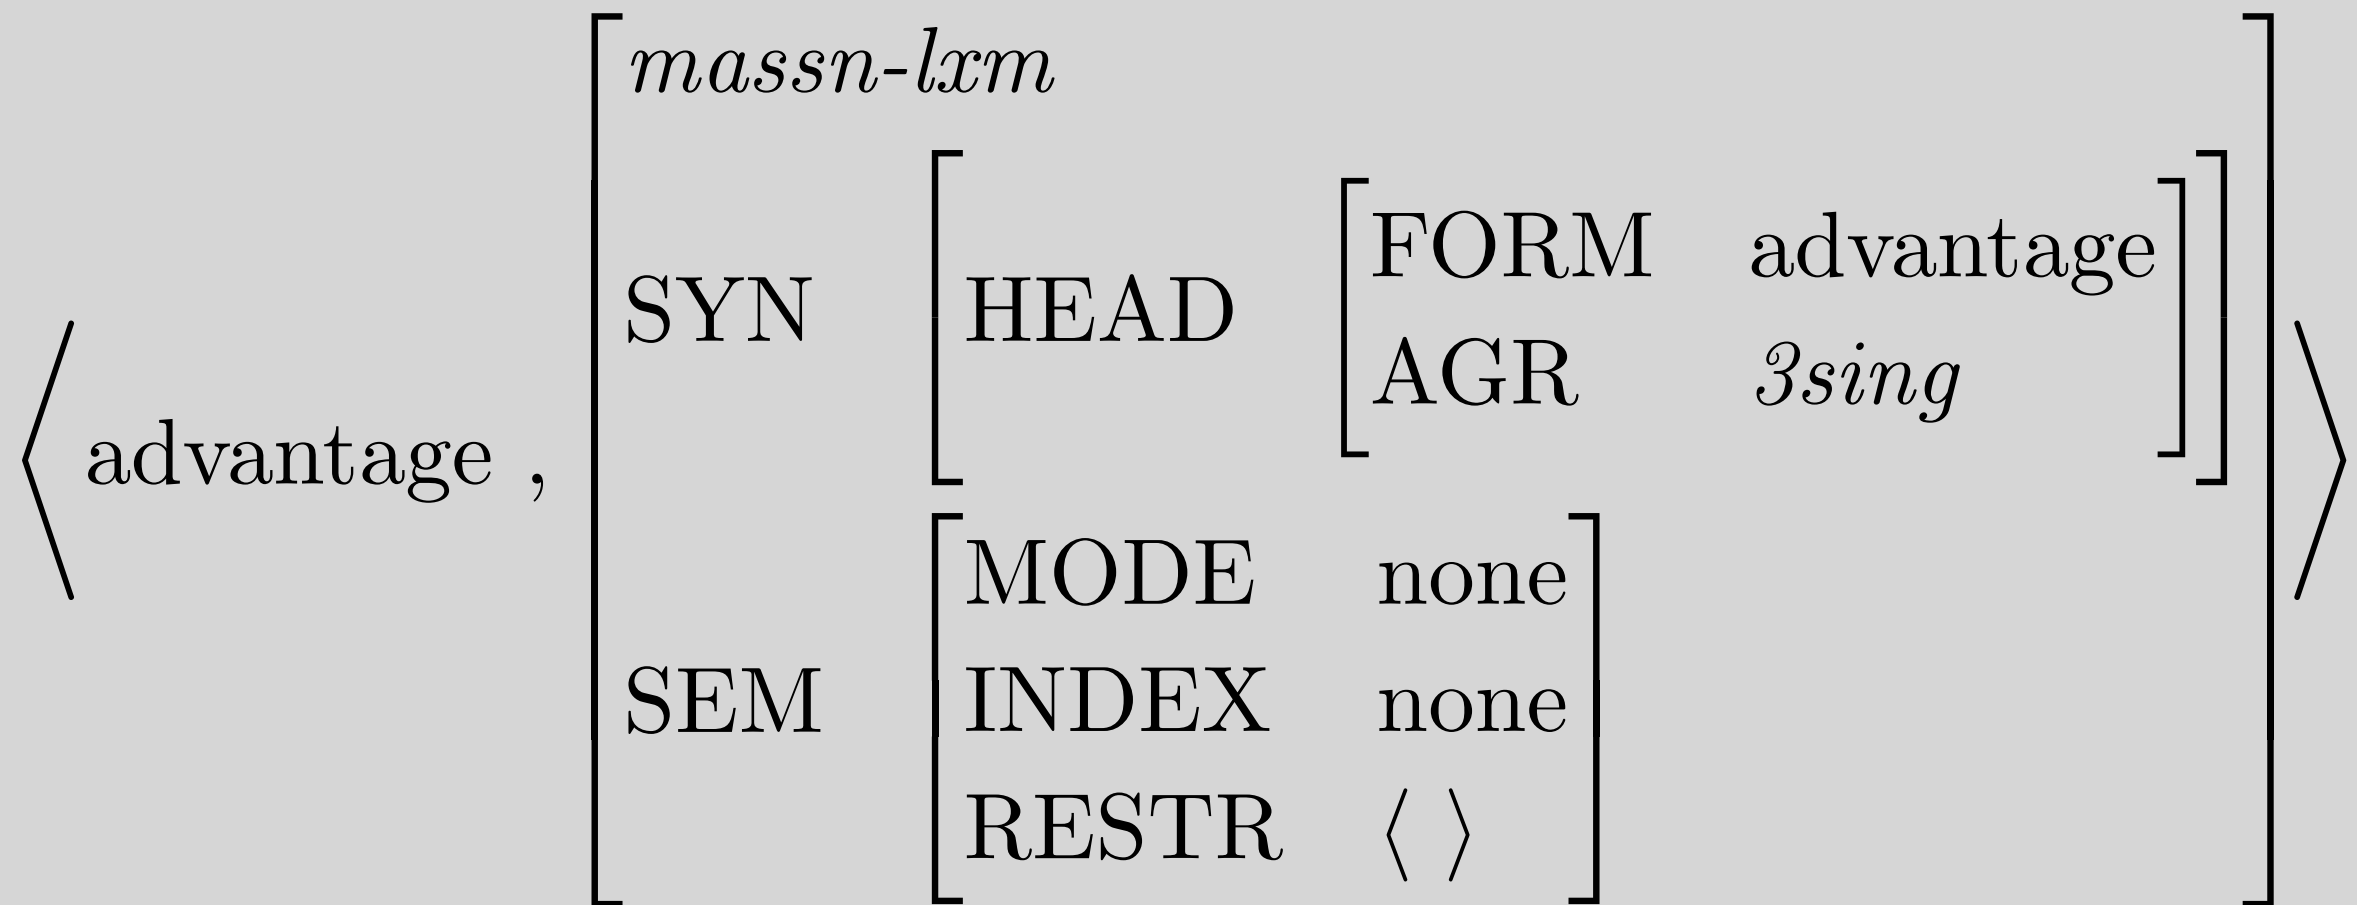 massn-lxm
FORM advantage
SYN HEAD
AGR 3sing
⟨ advantage ,
MODE none
SEM INDEX none
RESTR ⟨ ⟩ ⟩